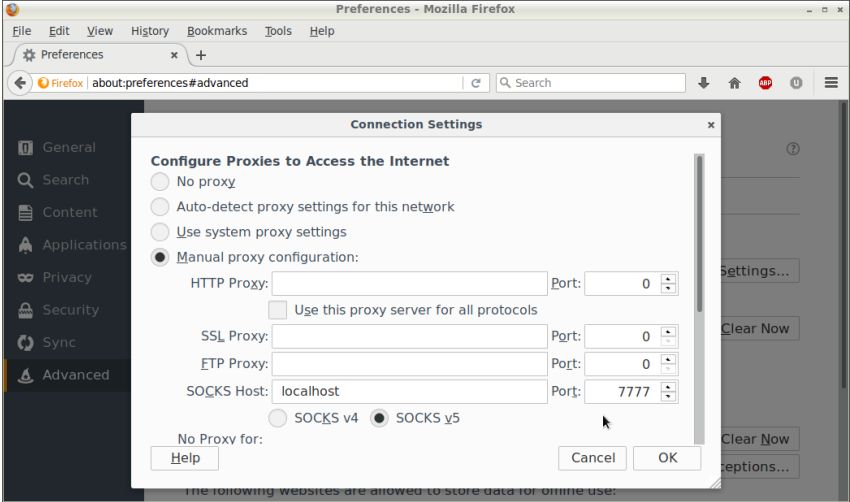 Preferences - Mozilla Firefox
File Edit View History Bookmarks Tools Help
Preferences
Firefox about:preferences#advanced Search ABP U
Connection Settings
General
Search
Content
Applications
Privacy
Security
Sync
Advanced
Configure Proxies to Access the Internet
No proxy
Auto-detect proxy settings for this network
Use system proxy settings
Manual proxy configuration:
HTTP Proxy: Port: 0
Use this proxy server for all protocols
SSL Proxy: Port: 0
FTP Proxy: Port: 0
SOCKS Host: localhost Port: 7777
SOCKS v4 SOCKS v5
No Proxy for:
Help Cancel OK
?
Settings...
Clear Now
Clear Now
ceptions...
The following websites are allowed to store data for offline use: